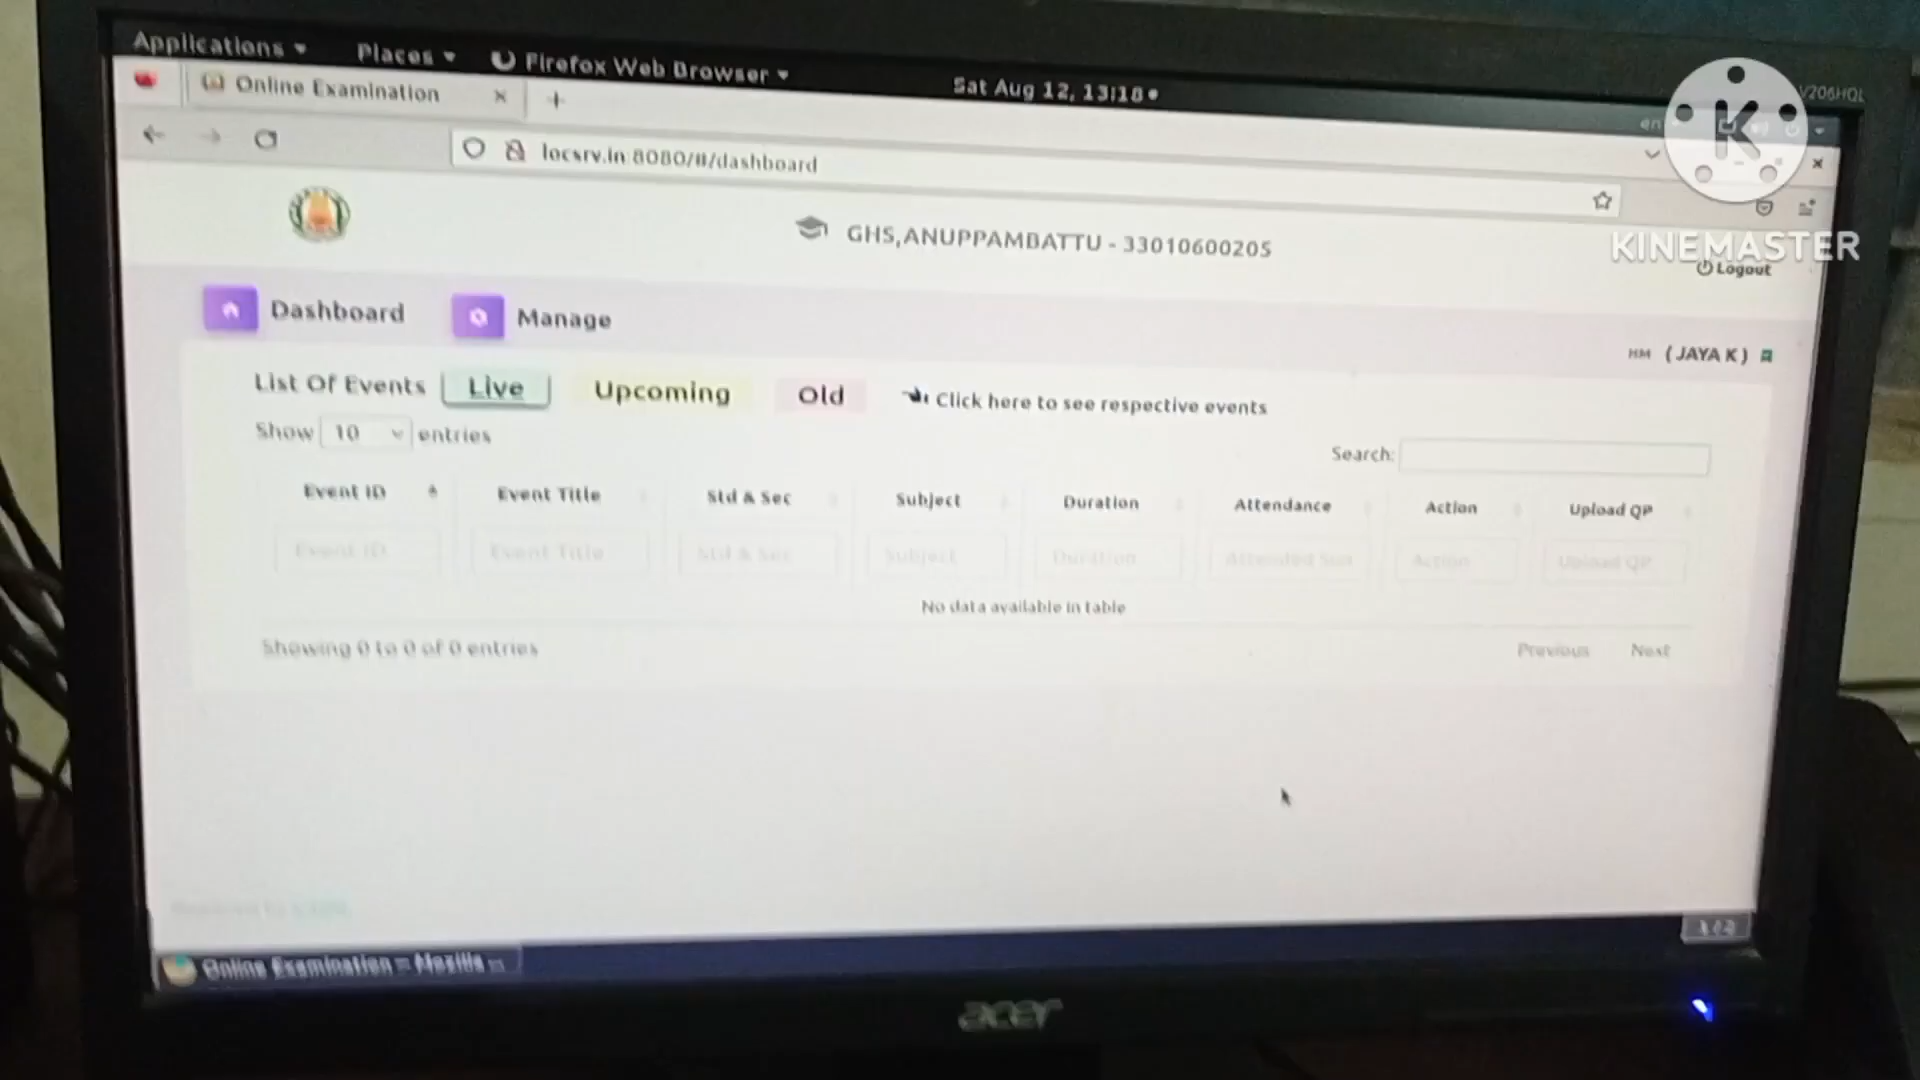 Applications Places Firefox Web Browser Sat Aug 12, 13:18
V206HQL
Online Examination
en
locsrv.in:8080/#/dashboard
KINEMASTER
GHS,ANUPPAMBATTU - 33010600205
Logout
Dashboard Manage
HM (JAYA K)
List Of Events Live Upcoming Old Click here to see respective events
Show 10 entries
Search:
Event ID Event Title Std & Sec Subject Duration Attendance Action Upload QP
Event ID Event Title Std & Sec Subject Duration Action Upload QP
No data available in table
Showing 0 to 0 of 0 entries Previous Next
Online Examination — Mozilla
acer